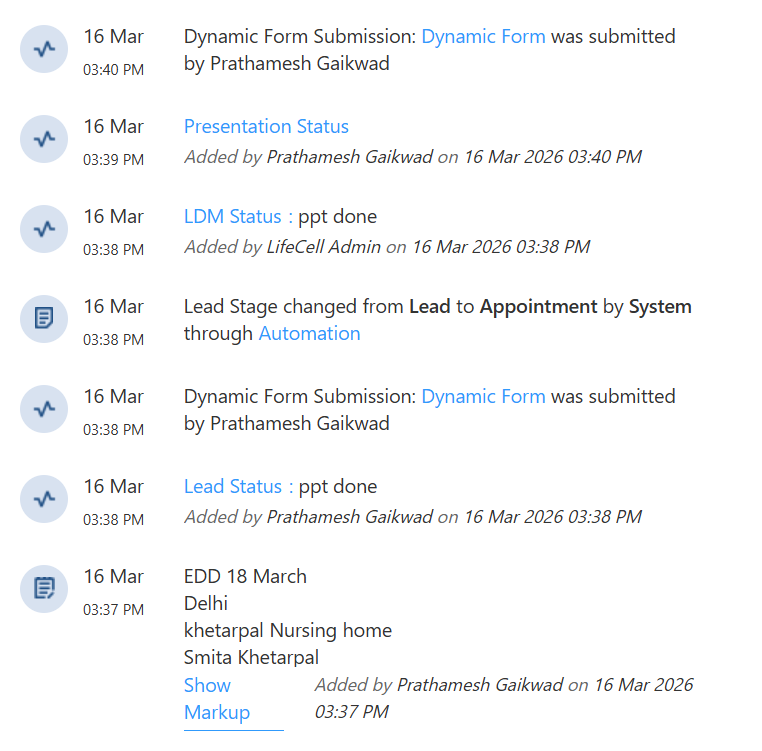 16 Mar
03:40 PM
Dynamic Form Submission: Dynamic Form was submitted
by Prathamesh Gaikwad
16 Mar
03:39 PM
Presentation Status
Added by Prathamesh Gaikwad on 16 Mar 2026 03:40 PM
16 Mar
03:38 PM
LDM Status : ppt done
Added by LifeCell Admin on 16 Mar 2026 03:38 PM
16 Mar
03:38 PM
Lead Stage changed from Lead to Appointment by System
through Automation
16 Mar
03:38 PM
Dynamic Form Submission: Dynamic Form was submitted
by Prathamesh Gaikwad
16 Mar
03:38 PM
Lead Status : ppt done
Added by Prathamesh Gaikwad on 16 Mar 2026 03:38 PM
16 Mar
03:37 PM
EDD 18 March
Delhi
khetarpal Nursing home
Smita Khetarpal
Show
Markup
Added by Prathamesh Gaikwad on 16 Mar 2026
03:37 PM